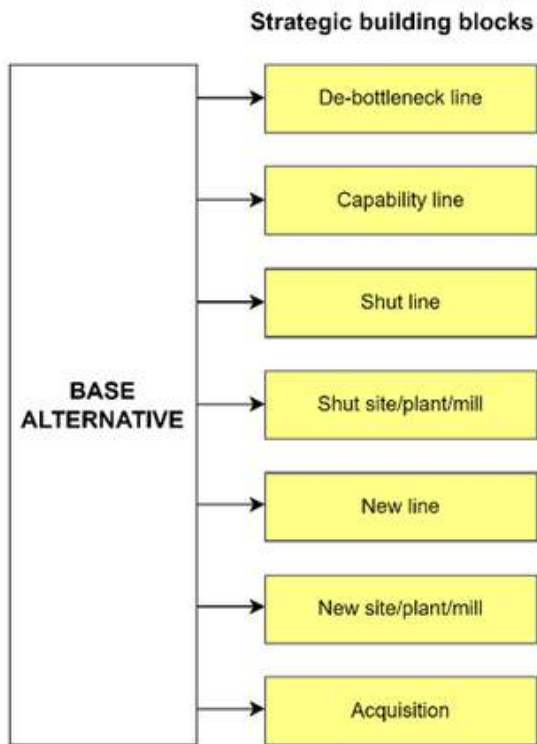 Strategic building blocks
De-bottleneck line
Capability line
Shut line
BASE
ALTERNATIVE
Shut site/plant/mill
New line
New site/plant/mill
Acquisition